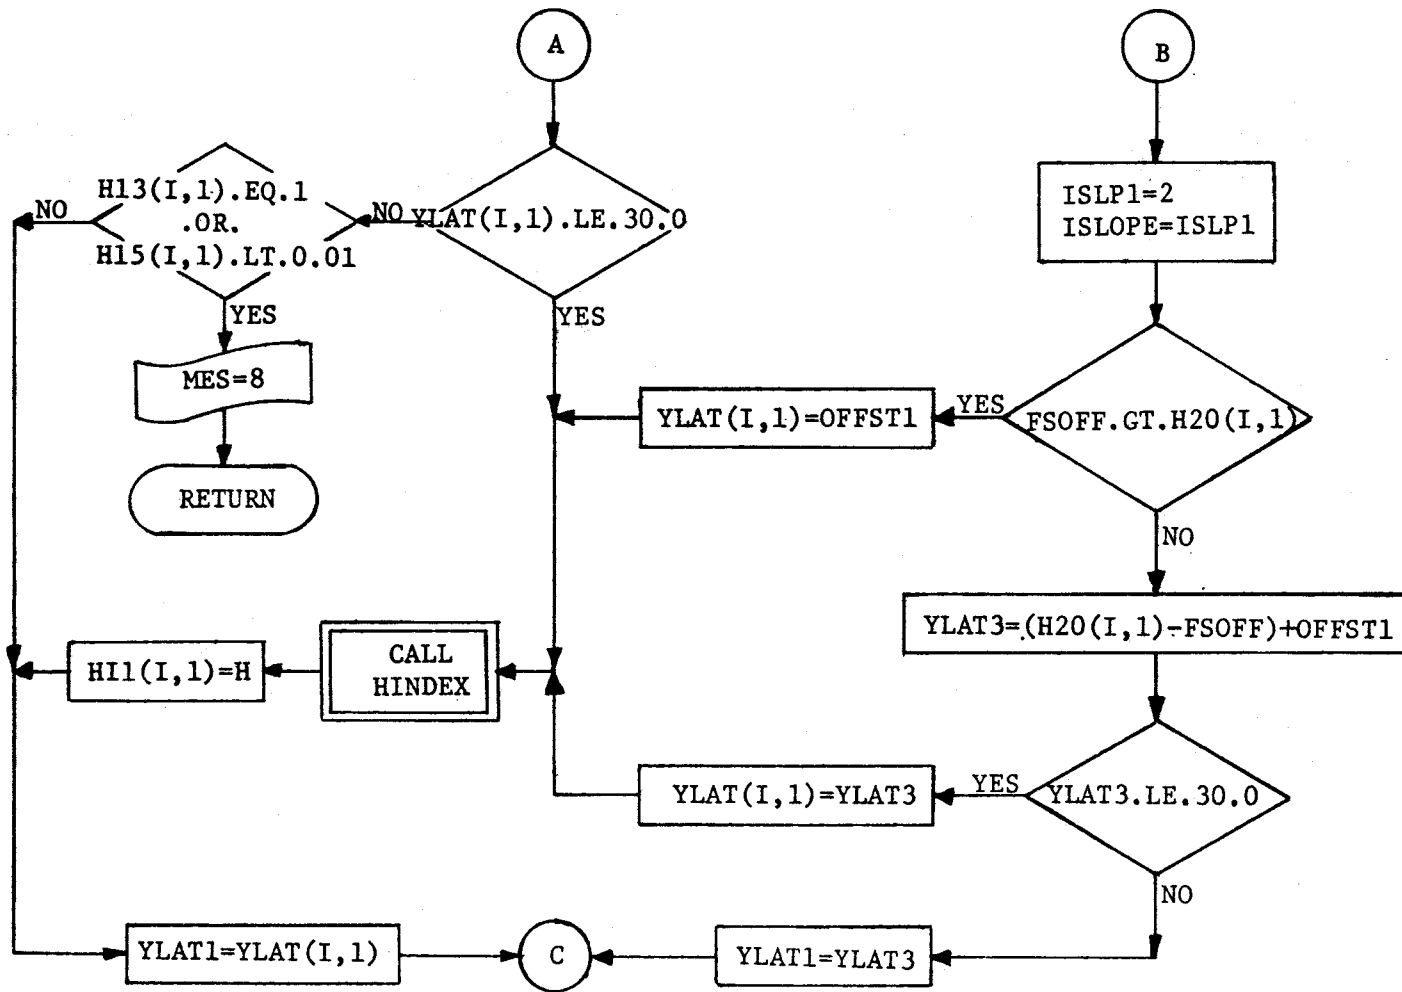 A
B
H13(I,1).EQ.1
.OR.
H15(I,1).LT.0.01
NO
YES
NO
YLAT(I,1).LE.30.0
YES
ISLP1=2
ISLOPE=ISLP1
MES=8
RETURN
YLAT(I,1)=OFFST1
YES
FSOFF.GT.H20(I,1)
NO
YLAT3=(H20(I,1)-FSOFF)+OFFST1
HI1(I,1)=H
CALL
HINDEX
YLAT(I,1)=YLAT3
YES
YLAT3.LE.30.0
NO
YLAT1=YLAT(I,1)
C
YLAT1=YLAT3